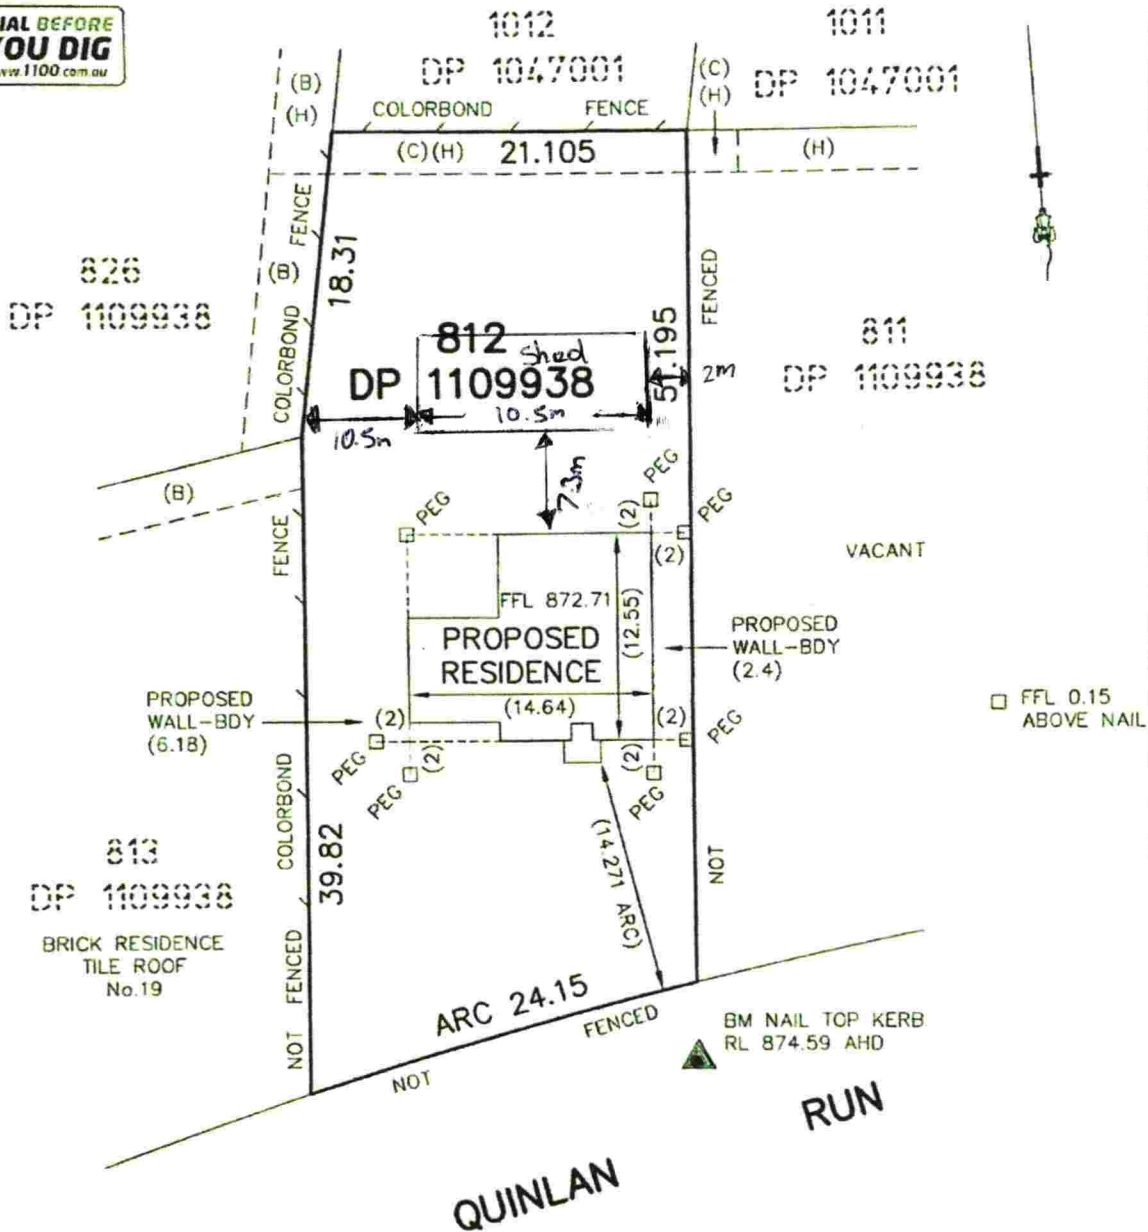 IAL BEFORE
YOU DIG
www.1100.com.au
1012
DP 1047001
1011
DP 1047001
(B)
(H)
(C)
(H)
COLORBOND FENCE
(C)(H) 21.105
(H)
FENCE
18.31
(B)
COLORBOND
826
DP 1109938
FENCED
51.195
811
DP 1109938
812
Shed
DP 1109938
2m
10.5m
10.5m
7.3m
(B)
PEG
PEG
PEG
(2)
(2)
FENCE
VACANT
FFL 872.71
(12.55)
PROPOSED
RESIDENCE
(14.64)
PROPOSED
WALL-BDY
(2.4)
PROPOSED
WALL-BDY
(6.18)
FFL 0.15
ABOVE NAIL
(2)
(2)
PEG
PEG
(2)
PEG
(2)
PEG
COLORBOND
39.82
(14.271 ARC)
NOT
813
DP 1109938
BRICK RESIDENCE
TILE ROOF
No.19
NOT FENCED
ARC 24.15
NOT FENCED
BM NAIL TOP KERB
RL 874.59 AHD
QUINLAN RUN